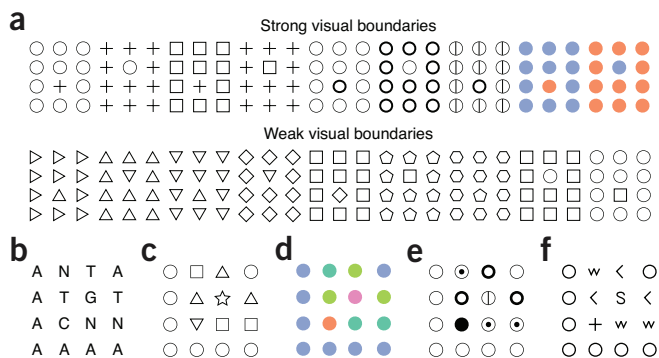 a
Strong visual boundaries
Weak visual boundaries
b
c
d
e
f
A N T A
A T G T
A C N N
A A A A
w
S
w w